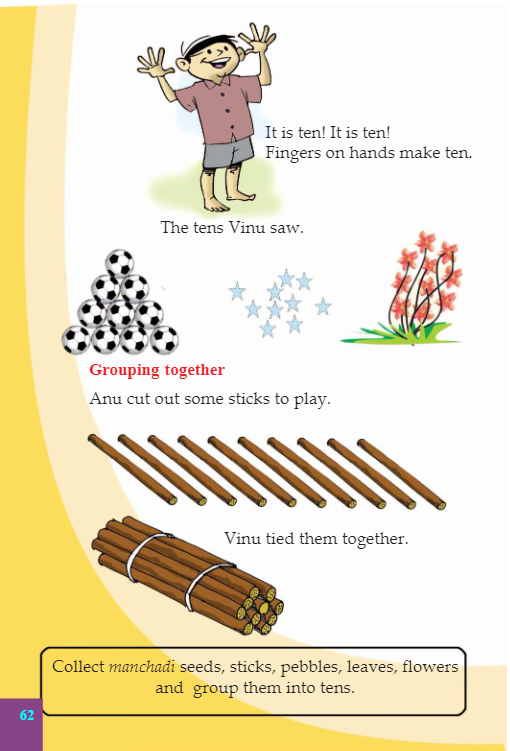 It is ten! It is ten!
Fingers on hands make ten.
The tens Vinu saw.
Grouping together
Anu cut out some sticks to play.
Vinu tied them together.
Collect manchadi seeds, sticks, pebbles, leaves, flowers
and group them into tens.
62